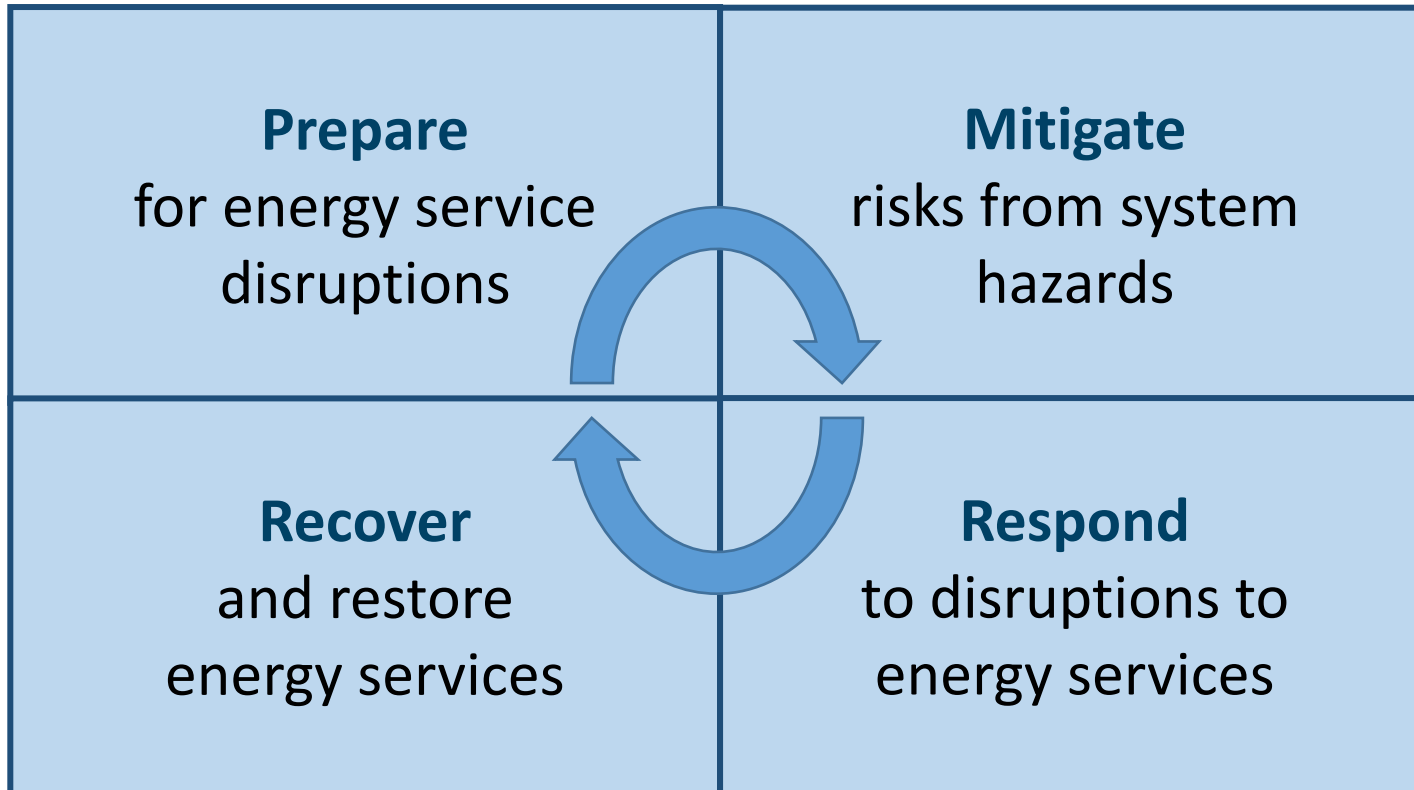 Prepare
for energy service
disruptions
Mitigate
risks from system
hazards
Recover
and restore
energy services
Respond
to disruptions to
energy services